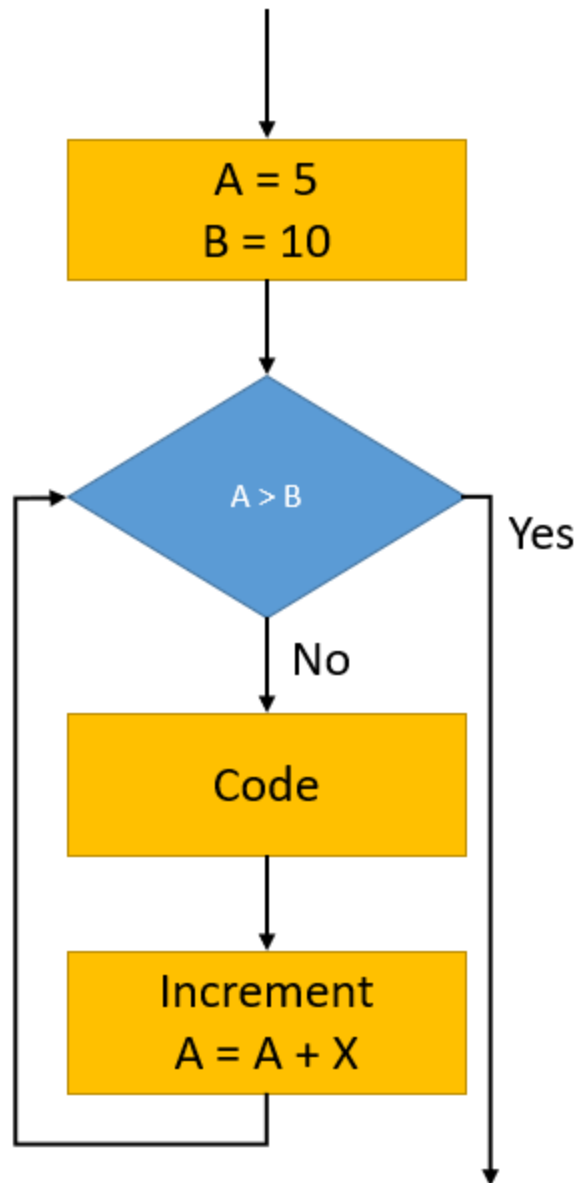 A = 5
B = 10
A > B
Yes
No
Code
Increment
A = A + X